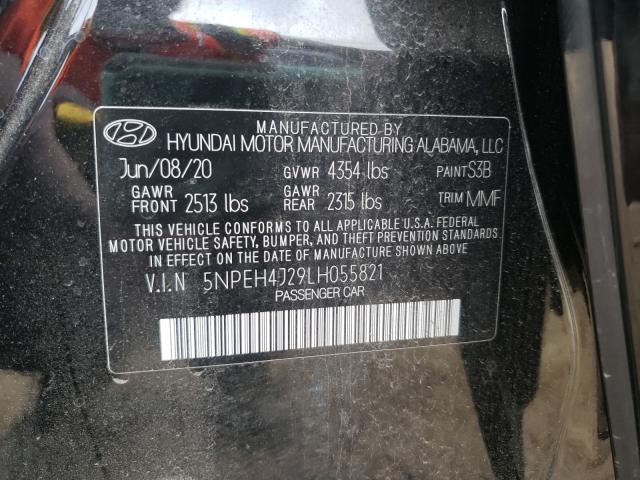 MANUFACTURED BY
HYUNDAI MOTOR MANUFACTURING ALABAMA, LLC
Jun/08/20 GVWR 4354 lbs PAINT S3B
GAWR FRONT 2513 lbs GAWR REAR 2315 lbs TRIM MMF
THIS VEHICLE CONFORMS TO ALL APPLICABLE U.S.A. FEDERAL
MOTOR VEHICLE SAFETY, BUMPER, AND THEFT PREVENTION STANDARDS
IN EFFECT ON THE DATE OF MANUFACTURE SHOWN ABOVE.
V.I.N 5NPEH4J29LH055821
PASSENGER CAR